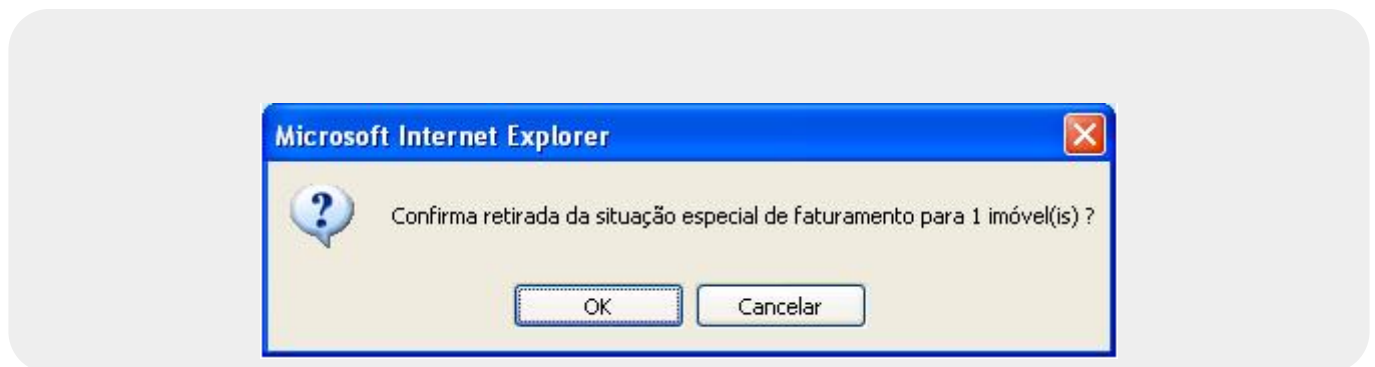 Microsoft Internet Explorer
?
Confirma retirada da situação especial de faturamento para 1 imóvel(is) ?
OK
Cancelar